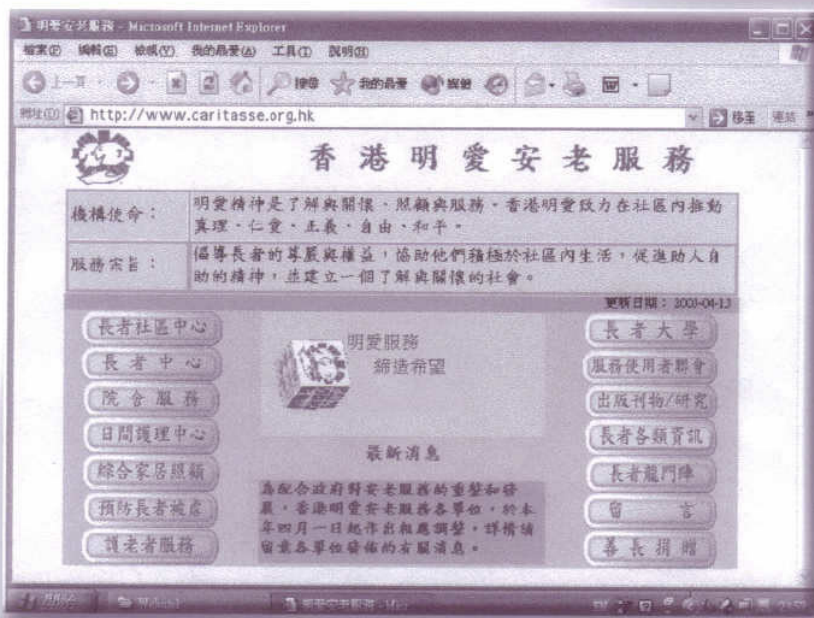 明愛安老服務 - Microsoft Internet Explorer
檔案(F) 編輯(E) 檢視(V) 我的最愛(A) 工具(T) 說明(H)
上一頁 搜尋 我的最愛 媒體
網址(D) http://www.caritasse.org.hk 移至 連結
香港明愛安老服務
機構使命：
明愛精神是了解與關懷、照顧與服務。香港明愛致力在社區內推動
真理、仁愛、正義、自由、和平。
服務宗旨：
倡導長者的尊嚴與權益，協助他們積極於社區內生活，促進助人自
助的精神，並建立一個了解與關懷的社會。
更新日期： 2003-04-13
長者社區中心
長者中心
院舍服務
日間護理中心
綜合家居照顧
預防長者被虐
護老者服務
明愛服務
締造希望
最新消息
為配合政府對安老服務的重整和發
展，香港明愛安老服務各單位，於本
年四月一日起作出相應調整。詳情請
留意各單位發佈的有關消息。
長者大學
服務使用者聯會
出版刊物/研究
長者各類資訊
長者龍門陣
留言
善長捐贈
開始
明愛安老服務 - Micr